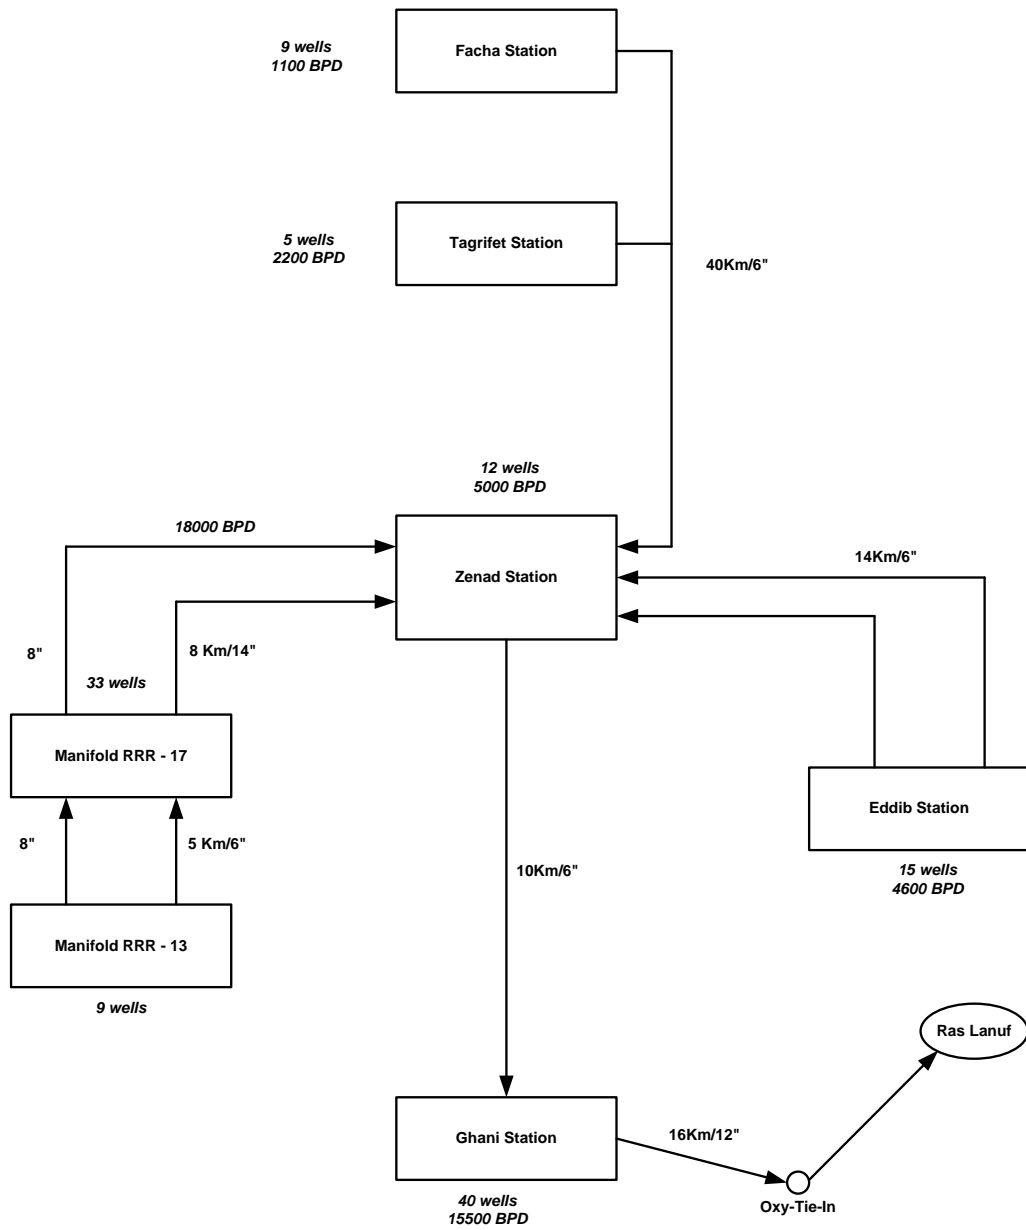 9 wells
1100 BPD
Facha Station
5 wells
2200 BPD
Tagrifet Station
40Km/6"
12 wells
5000 BPD
18000 BPD
Zenad Station
14Km/6"
8"
8 Km/14"
33 wells
Manifold RRR - 17
Eddib Station
8"
5 Km/6"
10Km/6"
15 wells
4600 BPD
Manifold RRR - 13
9 wells
Ras Lanuf
Ghani Station
16Km/12"
Oxy-Tie-In
40 wells
15500 BPD